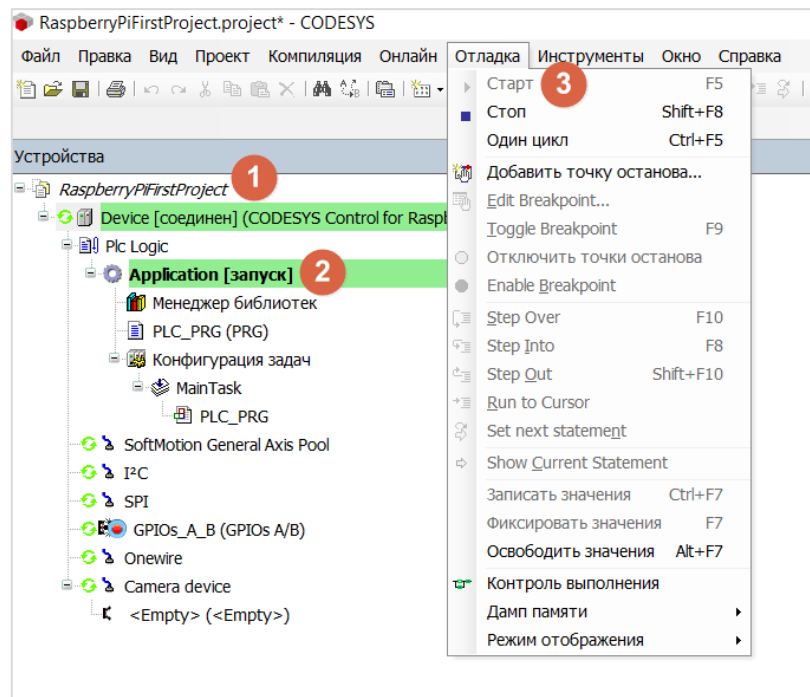 RaspberryPiFirstProject.project* - CODESYS
Файл Правка Вид Проект Компиляция Онлайн Отладка Инструменты Окно Справка
Устройства
RaspberryPiFirstProject 1
Device [соединен] (CODESYS Control for Raspl
Plc Logic
Application [запуск] 2
Менеджер библиотек
PLC_PRG (PRG)
Конфигурация задач
MainTask
PLC_PRG
SoftMotion General Axis Pool
I²C
SPI
GPIOs_A_B (GPIOs A/B)
Onewire
Camera device
<Empty> (<Empty>)
Старт 3 F5
Стоп Shift+F8
Один цикл Ctrl+F5
Добавить точку останова...
Edit Breakpoint...
Toggle Breakpoint F9
Отключить точки останова
Enable Breakpoint
Step Over F10
Step Into F8
Step Out Shift+F10
Run to Cursor
Set next statement
Show Current Statement
Записать значения Ctrl+F7
Фиксировать значения F7
Освободить значения Alt+F7
Контроль выполнения
Дамп памяти
Режим отображения